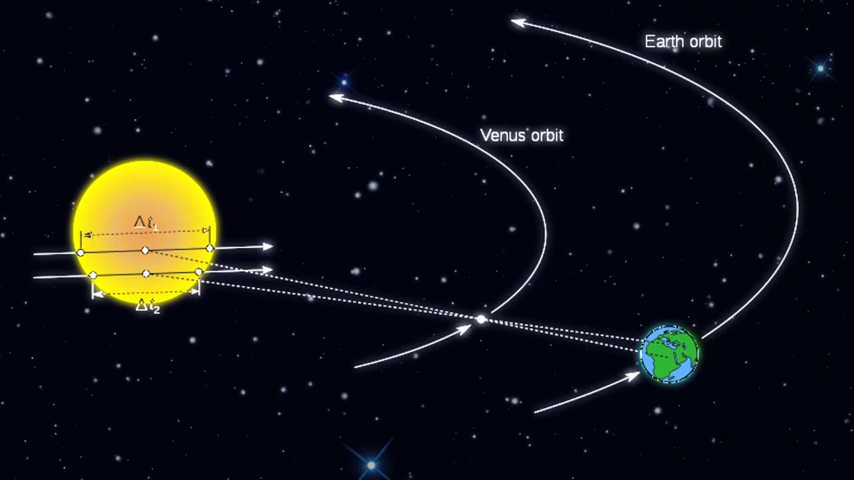 Earth orbit
Venus orbit
Δt₁
Δt₂